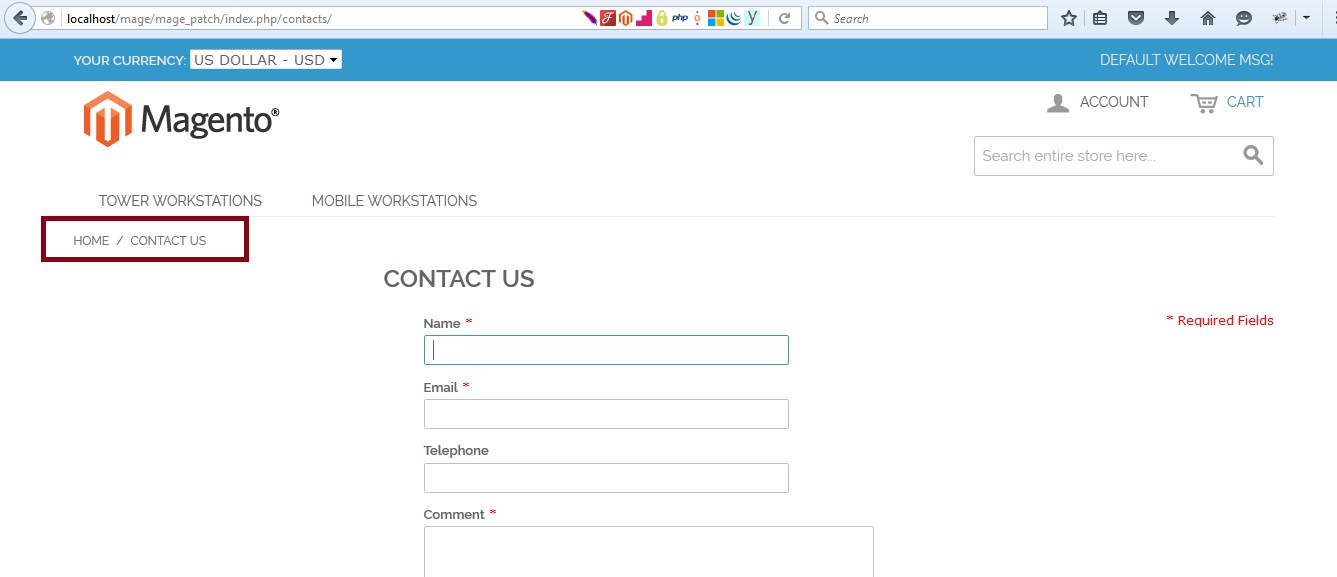 localhost/mage/mage_patch/index.php/contacts/
php
y
Search
YOUR CURRENCY: US DOLLAR - USD
DEFAULT WELCOME MSG!
Magento®
ACCOUNT
CART
Search entire store here...
TOWER WORKSTATIONS
MOBILE WORKSTATIONS
HOME / CONTACT US
CONTACT US
Name *
* Required Fields
Email *
Telephone
Comment *